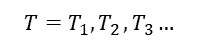 T = T₁, T₂, T₃ ...